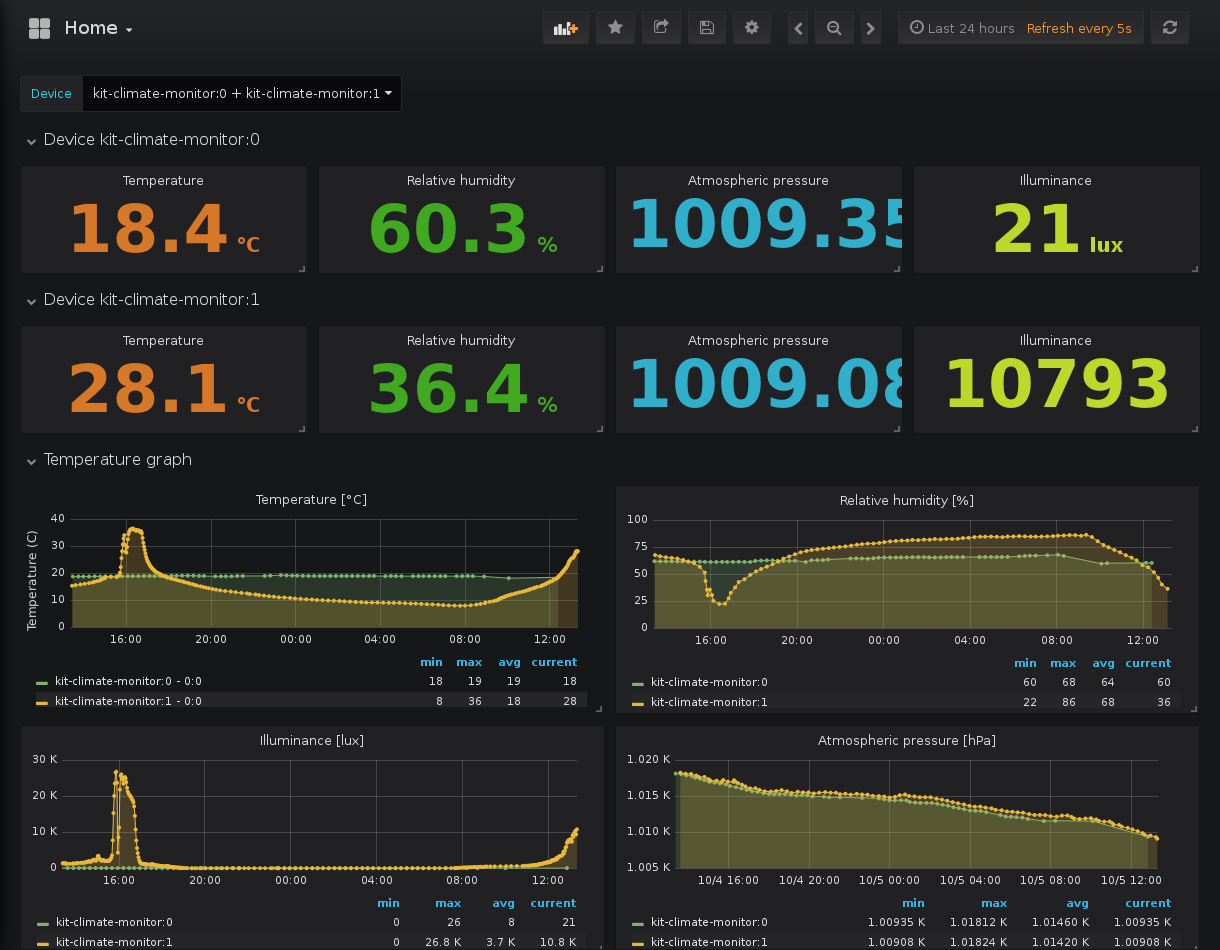 Home
Last 24 hours Refresh every 5s
Device kit-climate-monitor:0 + kit-climate-monitor:1
Device kit-climate-monitor:0
Temperature Relative humidity Atmospheric pressure Illuminance
18.4 °C 60.3 % 1009.35 21 lux
Device kit-climate-monitor:1
Temperature Relative humidity Atmospheric pressure Illuminance
28.1 °C 36.4 % 1009.08 10793
Temperature graph
Temperature [°C]
Temperature (C)
40
30
20
10
0
16:00 20:00 00:00 04:00 08:00 12:00
min max avg current
kit-climate-monitor:0 - 0:0 18 19 19 18
kit-climate-monitor:1 - 0:0 8 36 18 28
Relative humidity [%]
100
75
50
25
0
16:00 20:00 00:00 04:00 08:00 12:00
min max avg current
kit-climate-monitor:0 60 68 64 60
kit-climate-monitor:1 22 86 68 36
Illuminance [lux]
30 K
20 K
10 K
0
16:00 20:00 00:00 04:00 08:00 12:00
min max avg current
kit-climate-monitor:0 0 26 8 21
kit-climate-monitor:1 0 26.8 K 3.7 K 10.8 K
Atmospheric pressure [hPa]
1.020 K
1.015 K
1.010 K
1.005 K
10/4 16:00 10/4 20:00 10/5 00:00 10/5 04:00 10/5 08:00 10/5 12:00
min max avg current
kit-climate-monitor:0 1.00935 K 1.01812 K 1.01460 K 1.00935 K
kit-climate-monitor:1 1.00908 K 1.01824 K 1.01420 K 1.00908 K